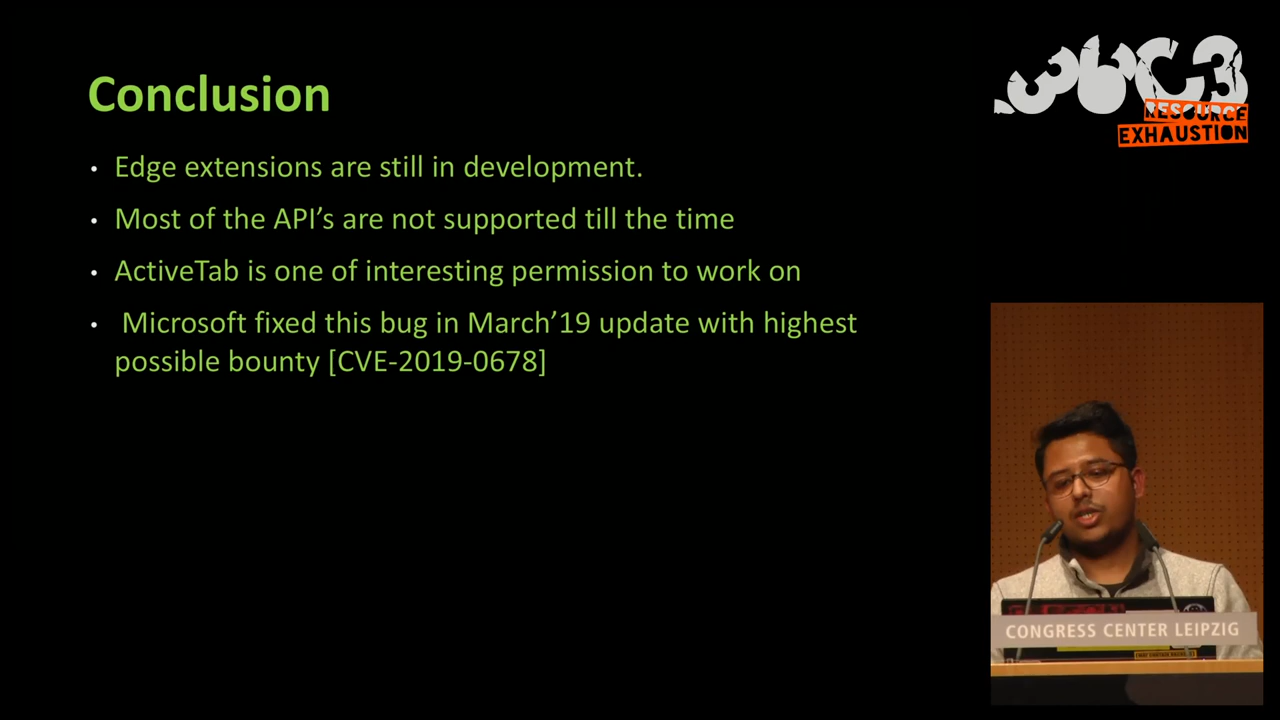 Conclusion
• Edge extensions are still in development.
• Most of the API’s are not supported till the time
• ActiveTab is one of interesting permission to work on
• Microsoft fixed this bug in March’19 update with highest
possible bounty [CVE-2019-0678]
36C3
RESOURCE
EXHAUSTION
CONGRESS CENTER LEIPZIG